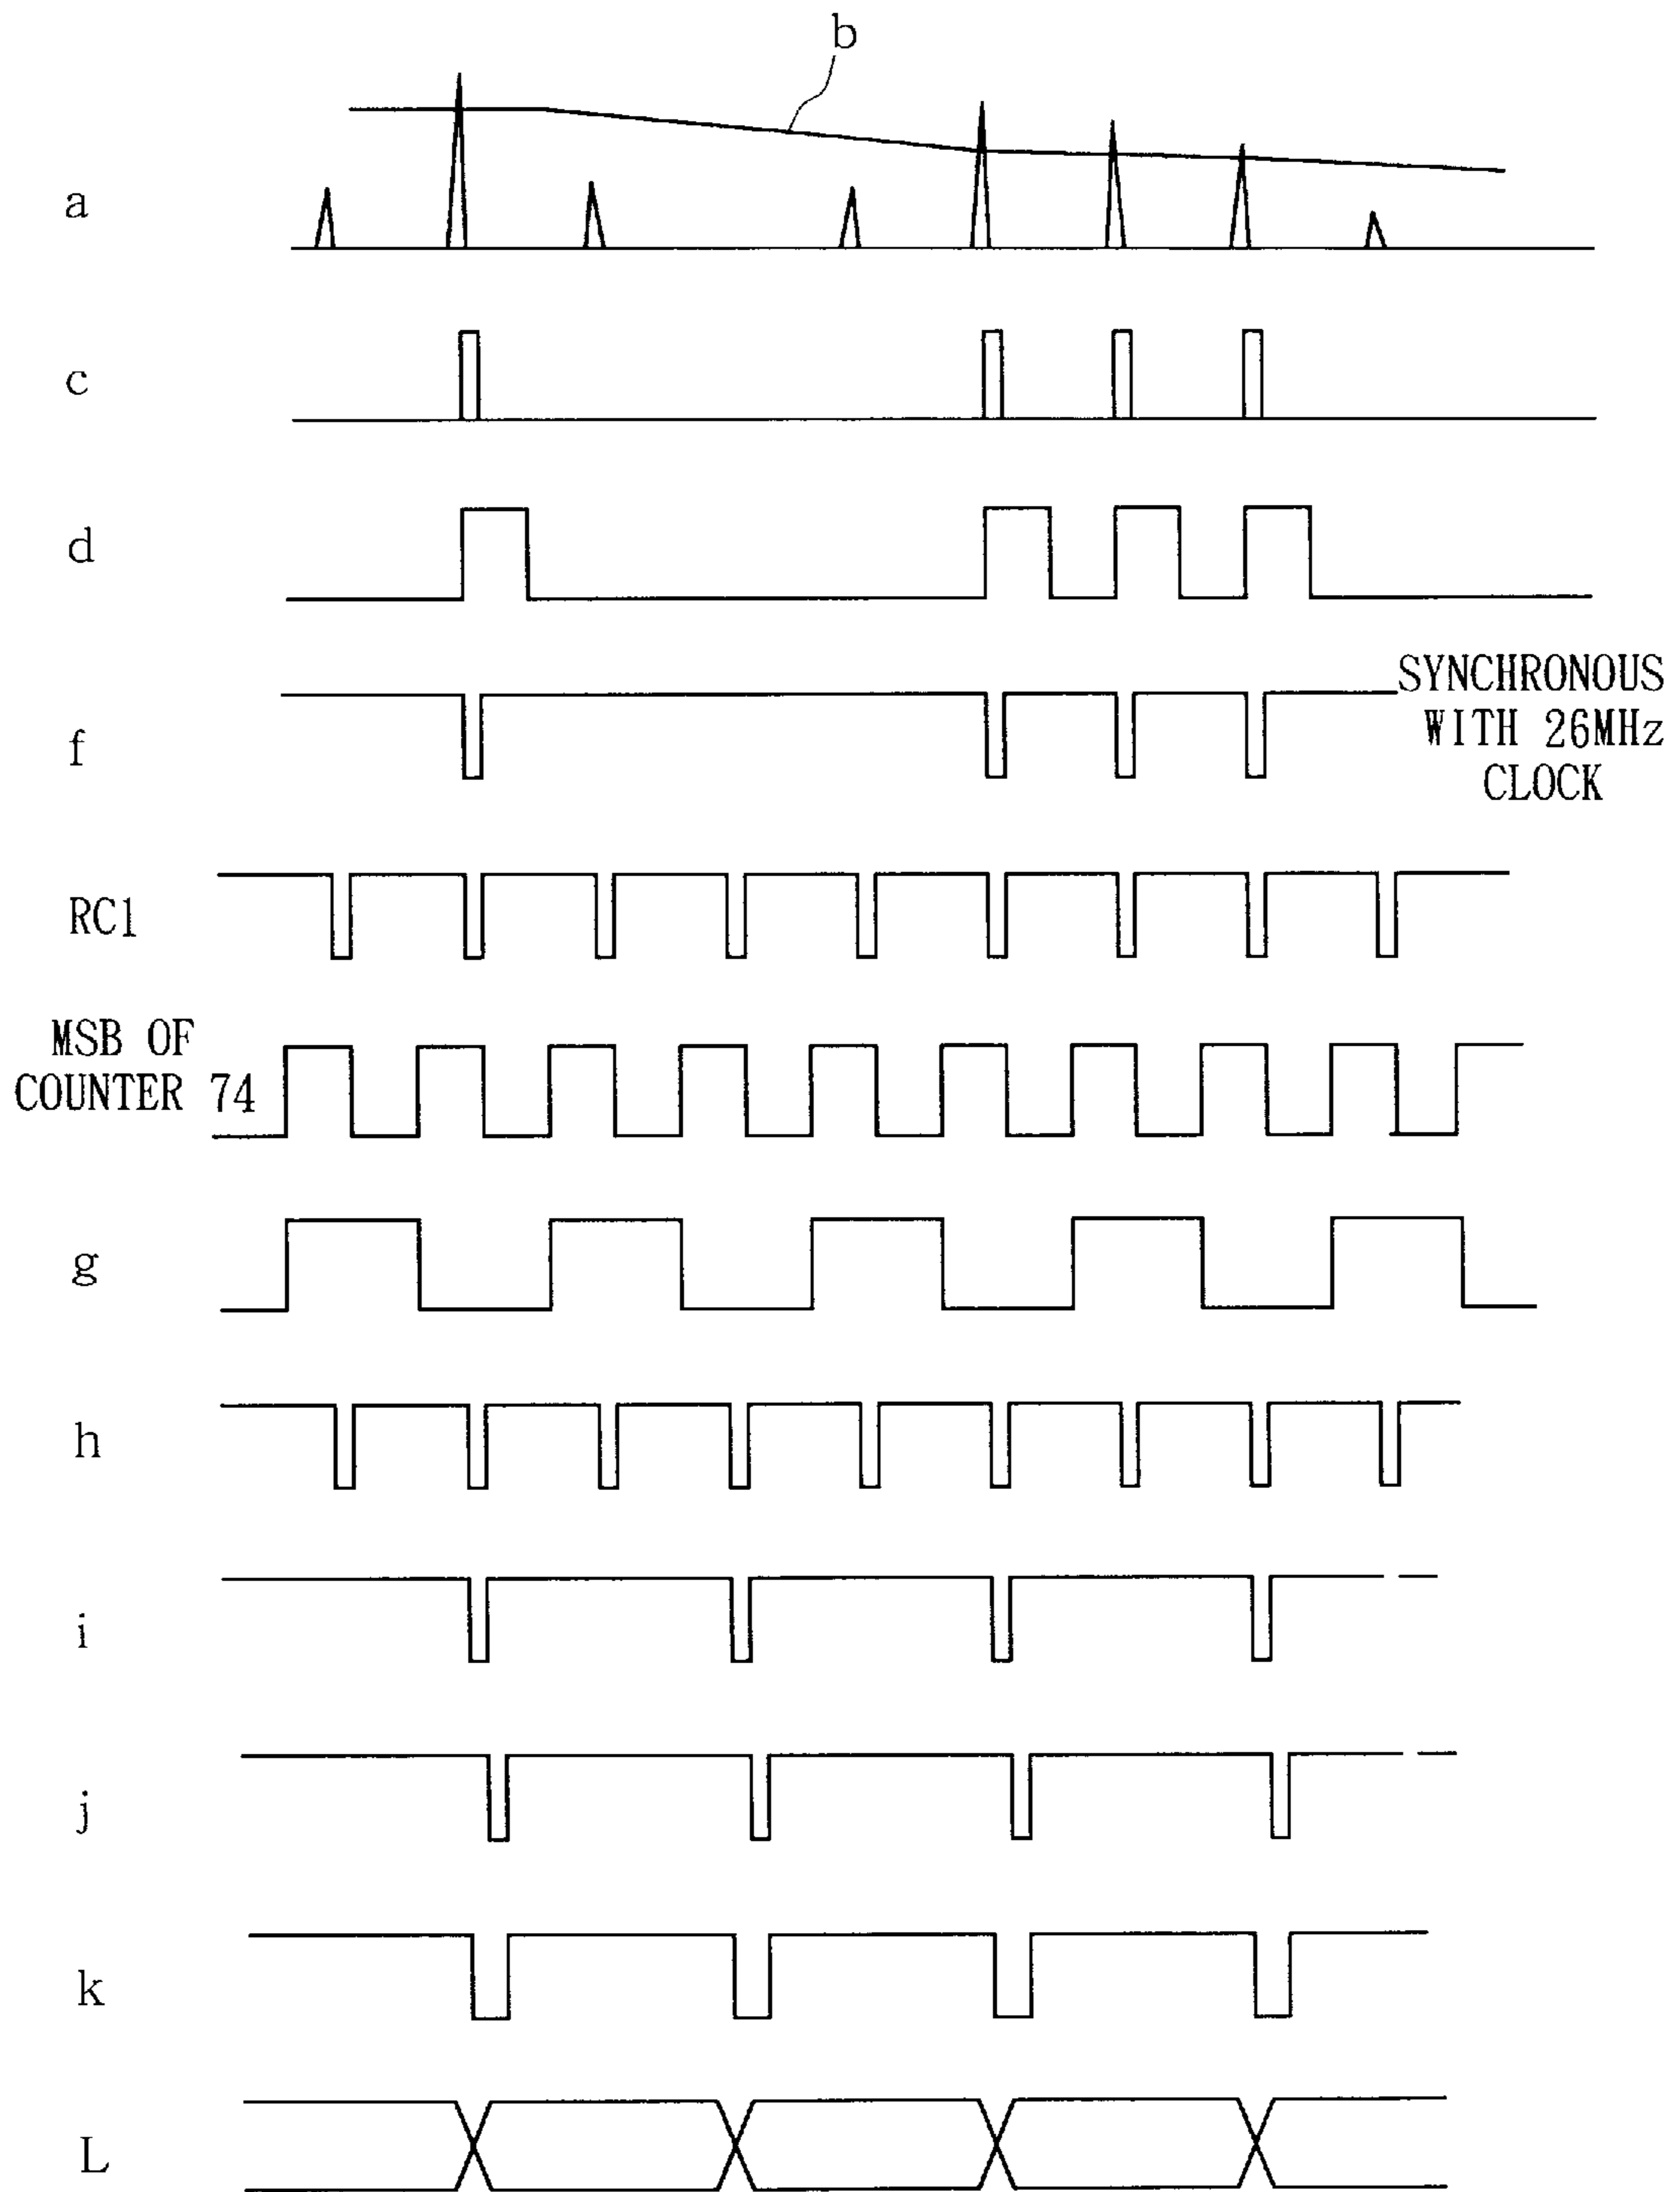 b
a
c
d
f
SYNCHRONOUS
WITH 26MHz
CLOCK
RC1
MSB OF
COUNTER 74
g
h
i
j
k
L